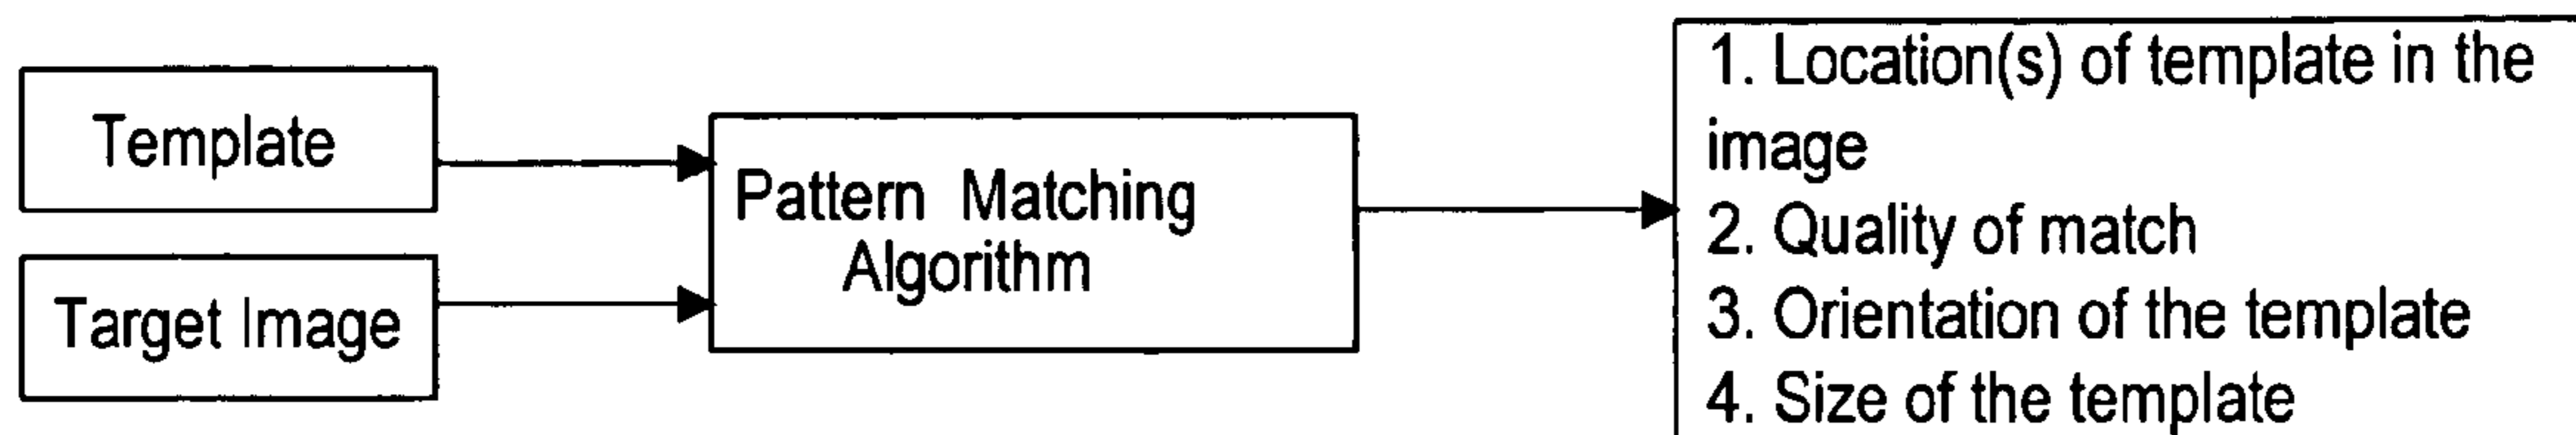 Template
Target Image
Pattern Matching
Algorithm
1. Location(s) of template in the
image
2. Quality of match
3. Orientation of the template
4. Size of the template